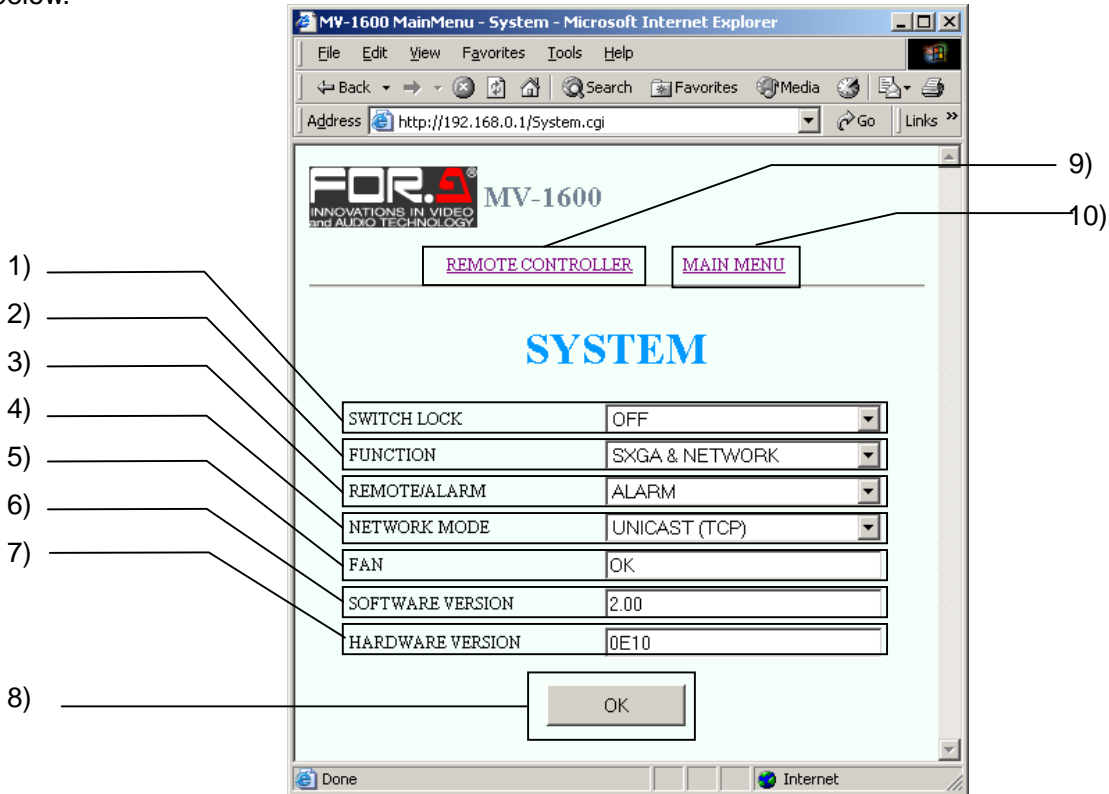 below.
MV-1600 MainMenu - System - Microsoft Internet Explorer
File Edit View Favorites Tools Help
Back Search Favorites Media
Address http://192.168.0.1/System.cgi Go Links »
9)
FOR.A®
INNOVATIONS IN VIDEO
and AUDIO TECHNOLOGY
MV-1600
10)
REMOTE CONTROLLER MAIN MENU
SYSTEM
1) SWITCH LOCK OFF
2) FUNCTION SXGA & NETWORK
3) REMOTE/ALARM ALARM
4) NETWORK MODE UNICAST (TCP)
5) FAN OK
6) SOFTWARE VERSION 2.00
7) HARDWARE VERSION 0E10
8) OK
Done Internet